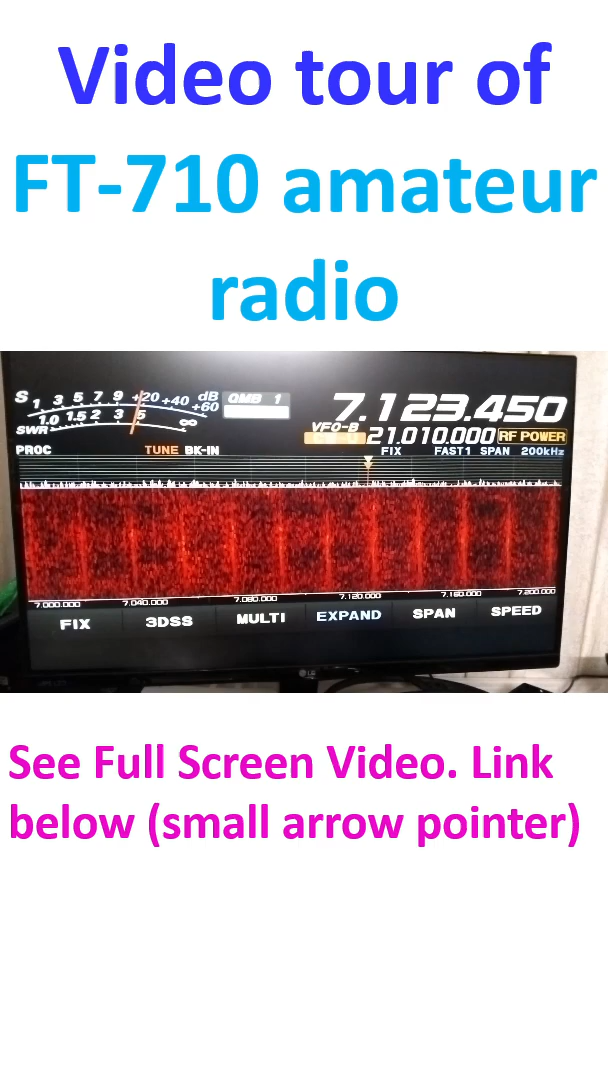 Video tour of
FT-710 amateur
radio
S 1 3 5 7 9 +20 +40 +60 dB
1.0 1.5 2 3 5 ∞
SWR
QMB 1
7.123.450
VFO-B
21.010.000 RF POWER
PROC TUNE BK-IN FIX FAST1 SPAN 200kHz
7.000.000 7.040.000 7.080.000 7.120.000 7.160.000 7.200.000
FIX 3DSS MULTI EXPAND SPAN SPEED
LG
See Full Screen Video. Link
below (small arrow pointer)